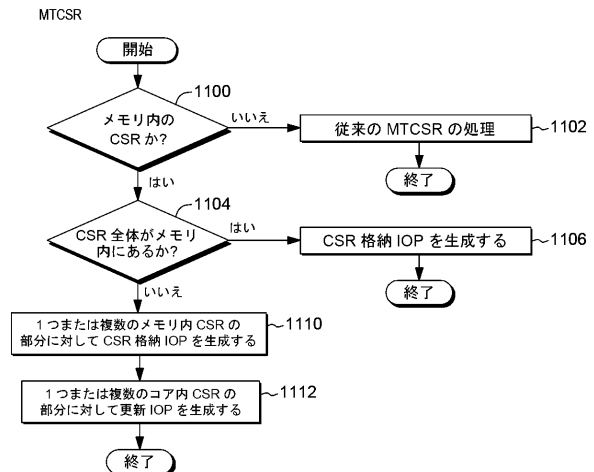 MTCSR
開始
1100
メモリ内の
CSR か?
いいえ
従来の MTCSR の処理
1102
終了
はい
1104
CSR 全体がメモリ
内にあるか?
はい
CSR 格納 IOP を生成する
1106
終了
いいえ
1つまたは複数のメモリ内 CSR の
部分に対して CSR 格納 IOP を生成する
1110
1つまたは複数のコア内 CSR の
部分に対して更新 IOP を生成する
1112
終了